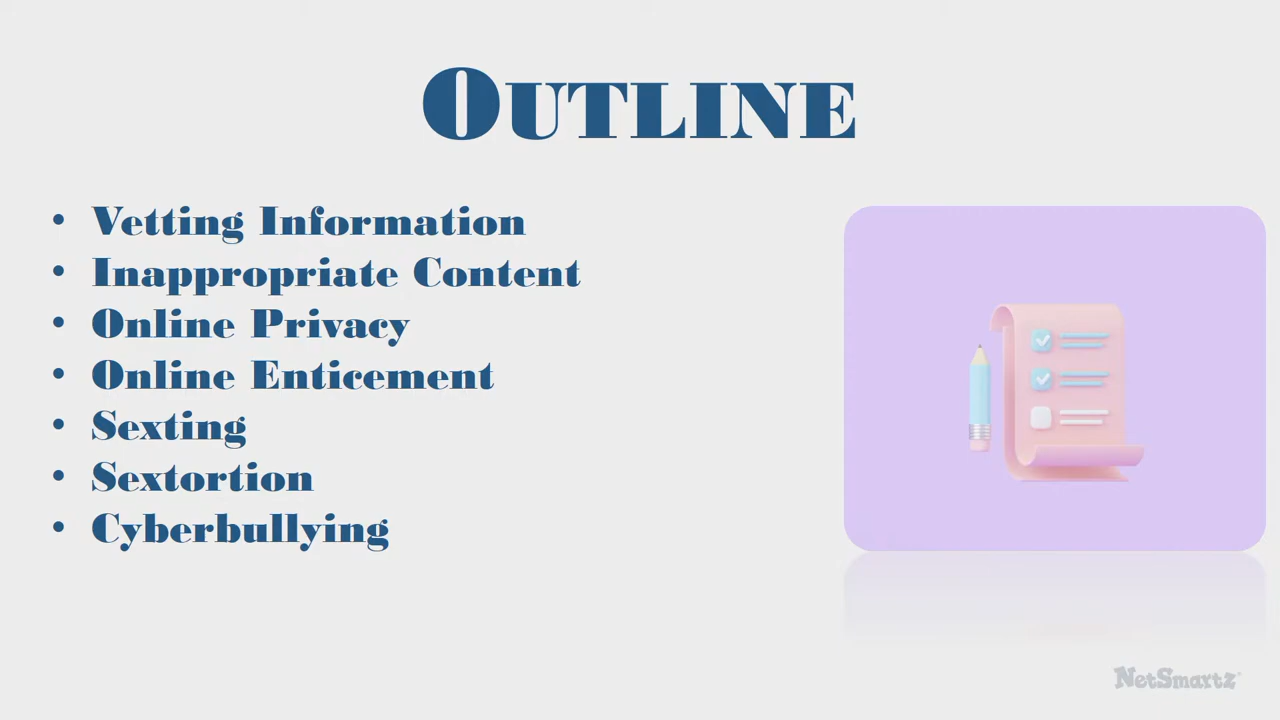 OUTLINE
• Vetting Information
• Inappropriate Content
• Online Privacy
• Online Enticement
• Sexting
• Sextortion
• Cyberbullying
NetSmartz®